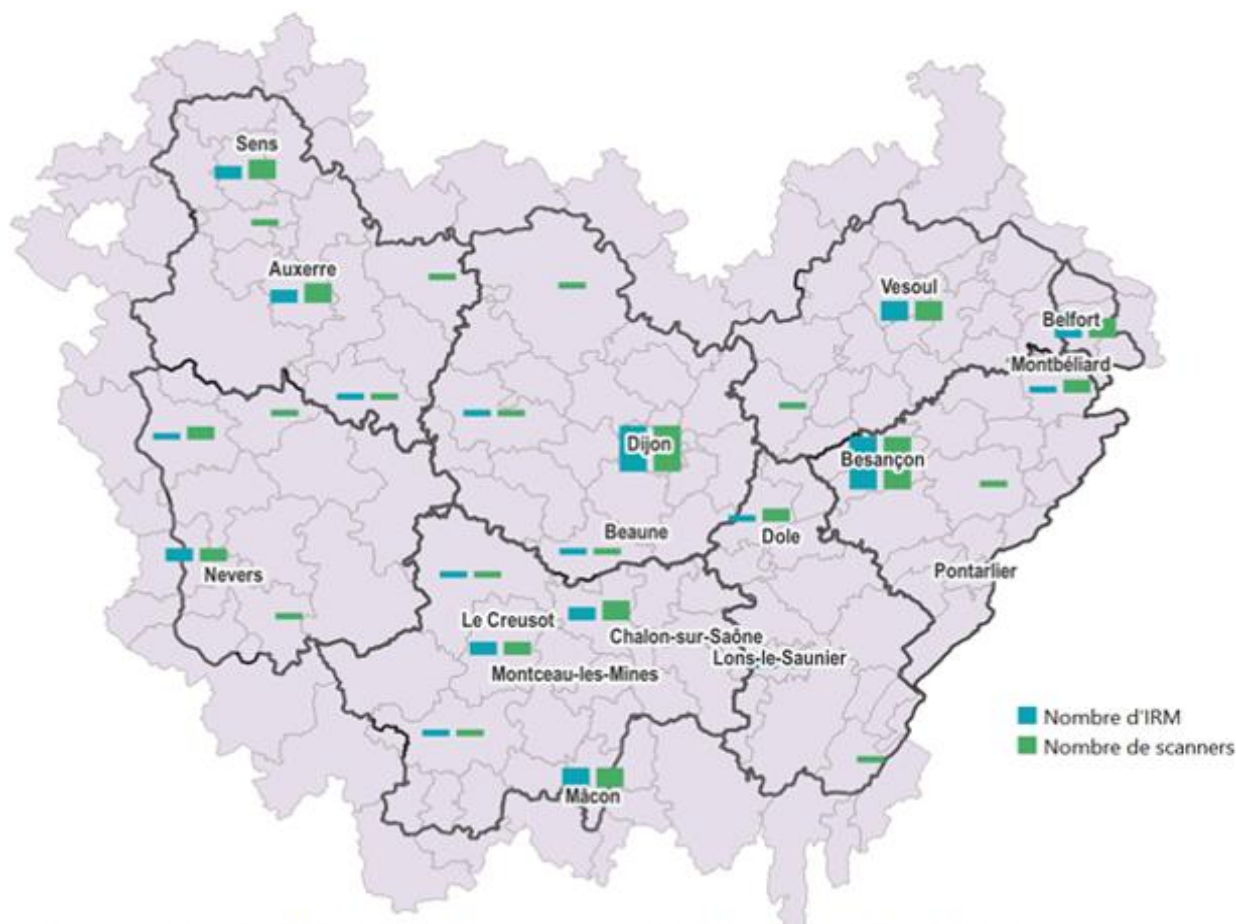 Sens
Auxerre
Vesoul
Belfort
Montbéliard
Dijon
Besançon
Beaune
Dole
Nevers
Pontarlier
Le Creusot
Chalon-sur-Saône
Lons-le-Saunier
Montceau-les-Mines
Nombre d'IRM
Nombre de scanners
Mâcon